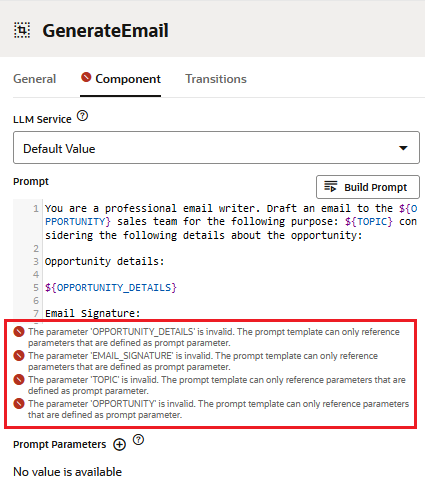 GenerateEmail
General
Component
Transitions
LLM Service
Default Value
Prompt
Build Prompt
1 You are a professional email writer. Draft an email to the ${O
PPORTUNITY} sales team for the following purpose: ${TOPIC} con
sidering the following details about the opportunity:
2
3 Opportunity details:
4
5 ${OPPORTUNITY_DETAILS}
6
7 Email Signature:
The parameter 'OPPORTUNITY_DETAILS' is invalid. The prompt template can only reference
parameters that are defined as prompt parameter.
The parameter 'EMAIL_SIGNATURE' is invalid. The prompt template can only reference
parameters that are defined as prompt parameter.
The parameter 'TOPIC' is invalid. The prompt template can only reference parameters that are
defined as prompt parameter.
The parameter 'OPPORTUNITY' is invalid. The prompt template can only reference parameters
that are defined as prompt parameter.
Prompt Parameters
No value is available